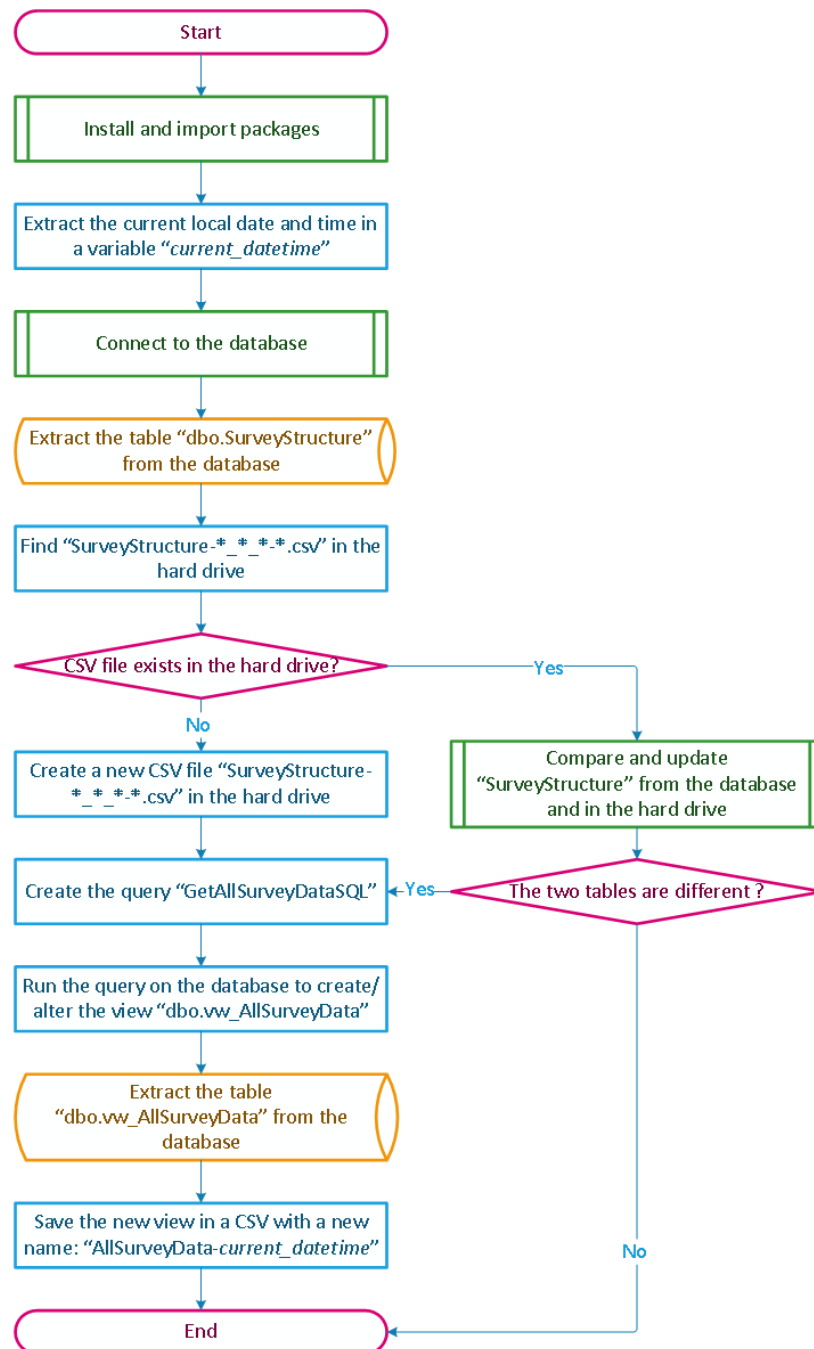 Start
Install and import packages
Extract the current local date and time in
a variable “current_datetime”
Connect to the database
Extract the table “dbo.SurveyStructure”
from the database
Find “SurveyStructure-*_*_*-*.csv” in the
hard drive
CSV file exists in the hard drive?
Yes
No
Create a new CSV file “SurveyStructure-
*_*_*-*.csv” in the hard drive
Compare and update
“SurveyStructure” from the database
and in the hard drive
Create the query “GetAllSurveyDataSQL”
Yes
The two tables are different ?
Run the query on the database to create/
alter the view “dbo.vw_AllSurveyData”
Extract the table
“dbo.vw_AllSurveyData” from the
database
Save the new view in a CSV with a new
name: “AllSurveyData-current_datetime”
No
End